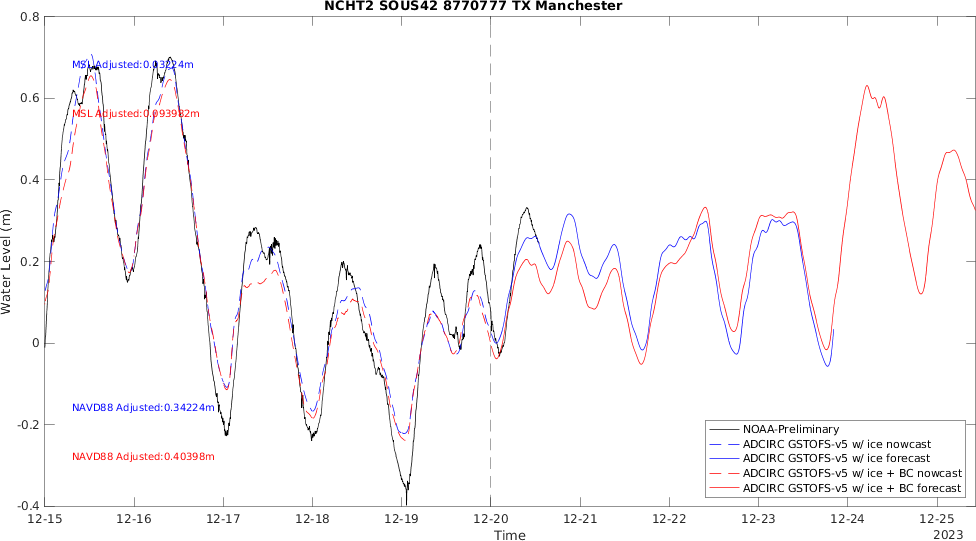 NCHT2 SOUS42 8770777 TX Manchester
0.8
0.6
0.4
0.2
0
-0.2
-0.4
Water Level (m)
MSL Adjusted:0.03224m
MSL Adjusted:0.093982m
NAVD88 Adjusted:0.34224m
NAVD88 Adjusted:0.40398m
NOAA-Preliminary
ADCIRC GSTOFS-v5 w/ ice nowcast
ADCIRC GSTOFS-v5 w/ ice forecast
ADCIRC GSTOFS-v5 w/ ice + BC nowcast
ADCIRC GSTOFS-v5 w/ ice + BC forecast
12-15 12-16 12-17 12-18 12-19 12-20 12-21 12-22 12-23 12-24 12-25
Time
2023